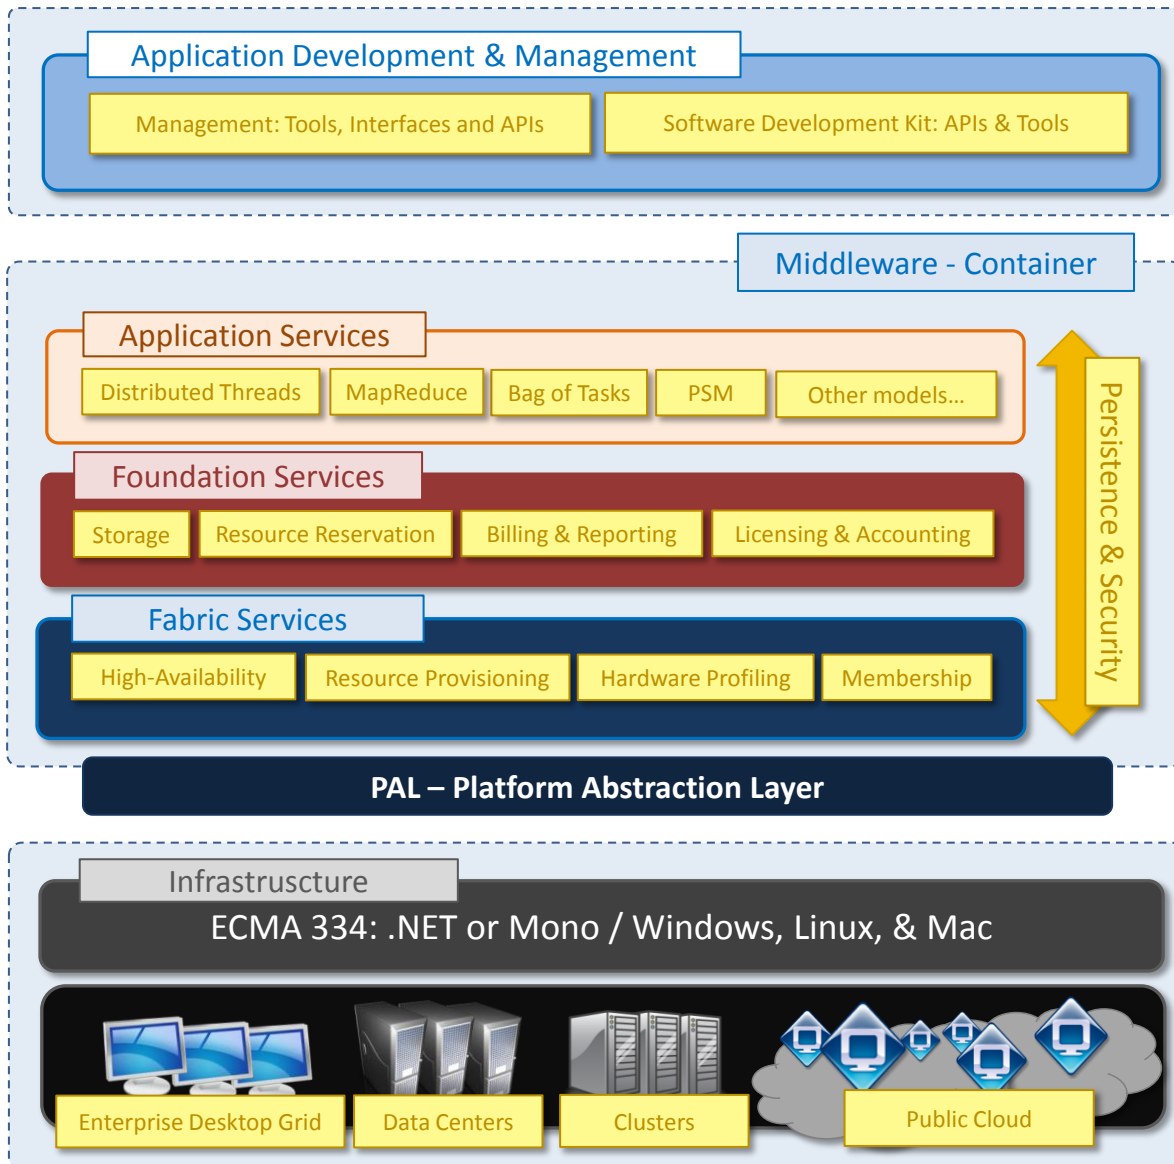 Application Development & Management
Management: Tools, Interfaces and APIs
Software Development Kit: APIs & Tools
Middleware - Container
Application Services
Distributed Threads
MapReduce
Bag of Tasks
PSM
Other models…
Persistence & Security
Foundation Services
Storage
Resource Reservation
Billing & Reporting
Licensing & Accounting
Fabric Services
High-Availability
Resource Provisioning
Hardware Profiling
Membership
PAL – Platform Abstraction Layer
Infrastruscture
ECMA 334: .NET or Mono / Windows, Linux, & Mac
Enterprise Desktop Grid
Data Centers
Clusters
Public Cloud